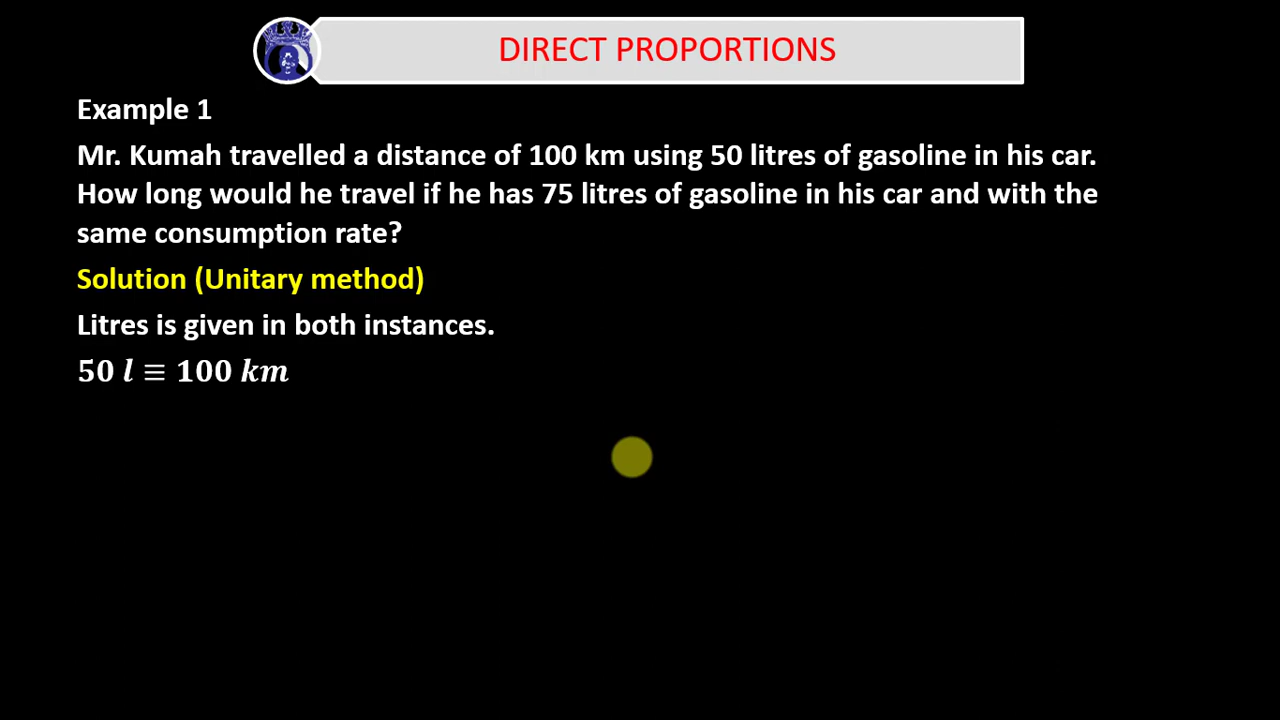 DIRECT PROPORTIONS
Example 1
Mr. Kumah travelled a distance of 100 km using 50 litres of gasoline in his car.
How long would he travel if he has 75 litres of gasoline in his car and with the
same consumption rate?
Solution (Unitary method)
Litres is given in both instances.
50 l ≡ 100 km